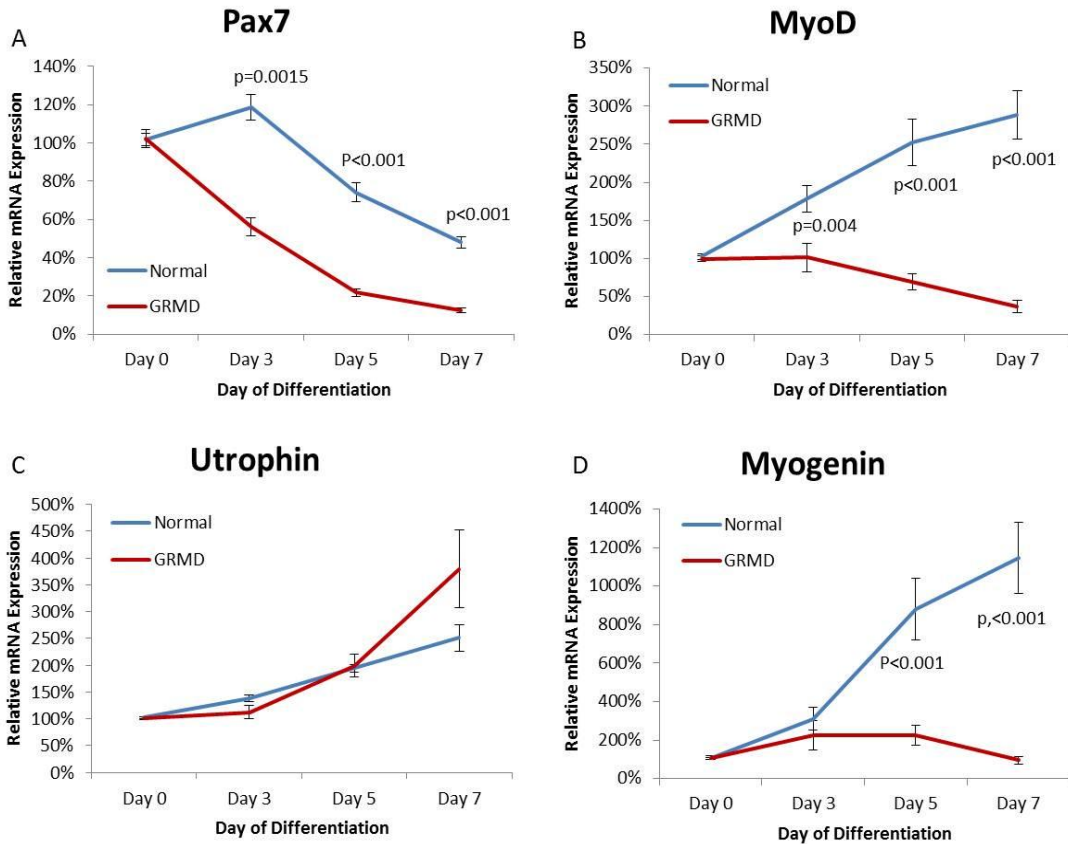 A
Pax7
140%
120%
100%
80%
60%
40%
20%
0%
Relative mRNA Expression
p=0.0015
P<0.001
p<0.001
Normal
GRMD
Day 0 Day 3 Day 5 Day 7
Day of Differentiation
B
MyoD
350%
300%
250%
200%
150%
100%
50%
0%
Relative mRNA Expression
Normal
GRMD
p=0.004
p<0.001
p<0.001
Day 0 Day 3 Day 5 Day 7
Day of Differentiation
C
Utrophin
500%
450%
400%
350%
300%
250%
200%
150%
100%
50%
0%
Relative mRNA Expression
Normal
GRMD
Day 0 Day 3 Day 5 Day 7
Day of Differentiation
D
Myogenin
1400%
1200%
1000%
800%
600%
400%
200%
0%
Relative mRNA Expression
Normal
GRMD
P<0.001
p,<0.001
Day 0 Day 3 Day 5 Day 7
Day of Differentiation